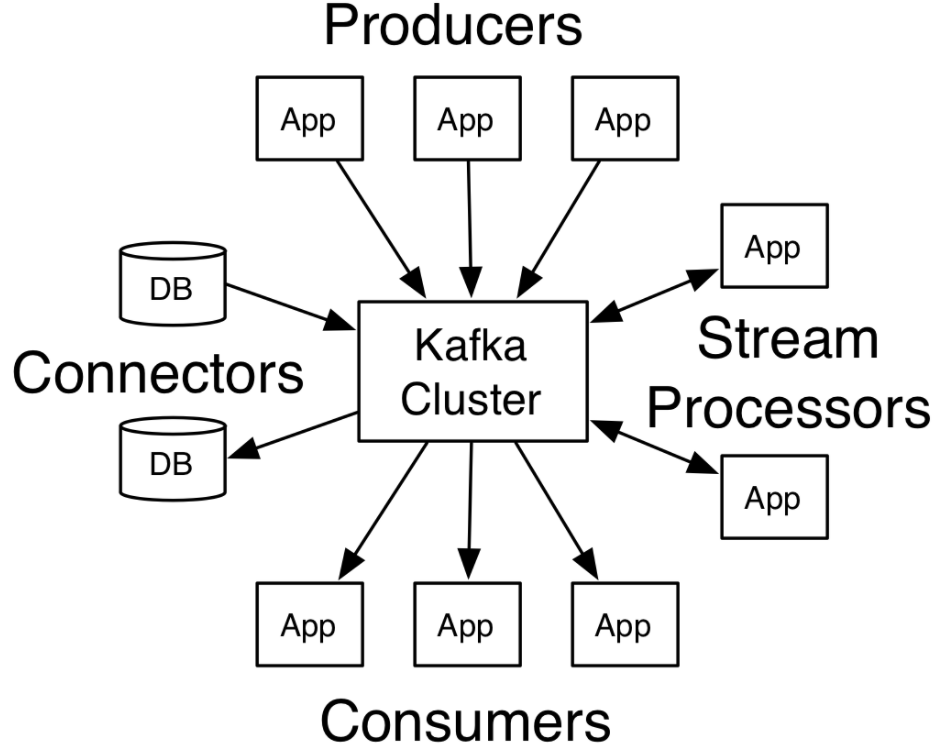 Producers
App
App
App
App
DB
Kafka
Cluster
Stream
Processors
Connectors
DB
App
App
App
App
Consumers